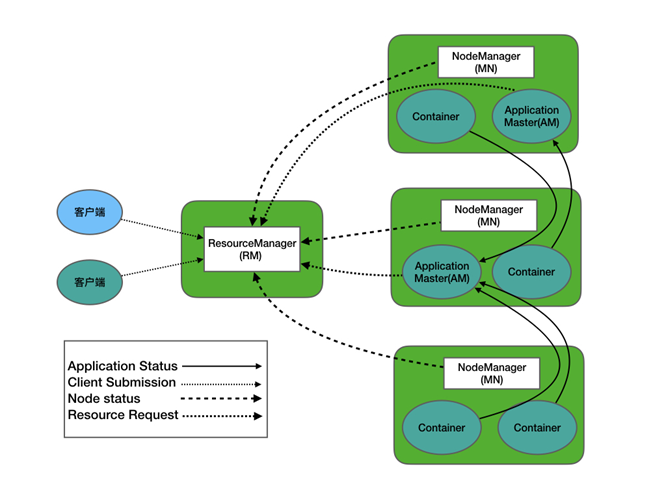 NodeManager
(MN)
Container
Application
Master(AM)
客户端
ResourceManager
(RM)
NodeManager
(MN)
Application
Master(AM)
Container
客户端
Application Status
Client Submission
Node status
Resource Request
NodeManager
(MN)
Container
Container